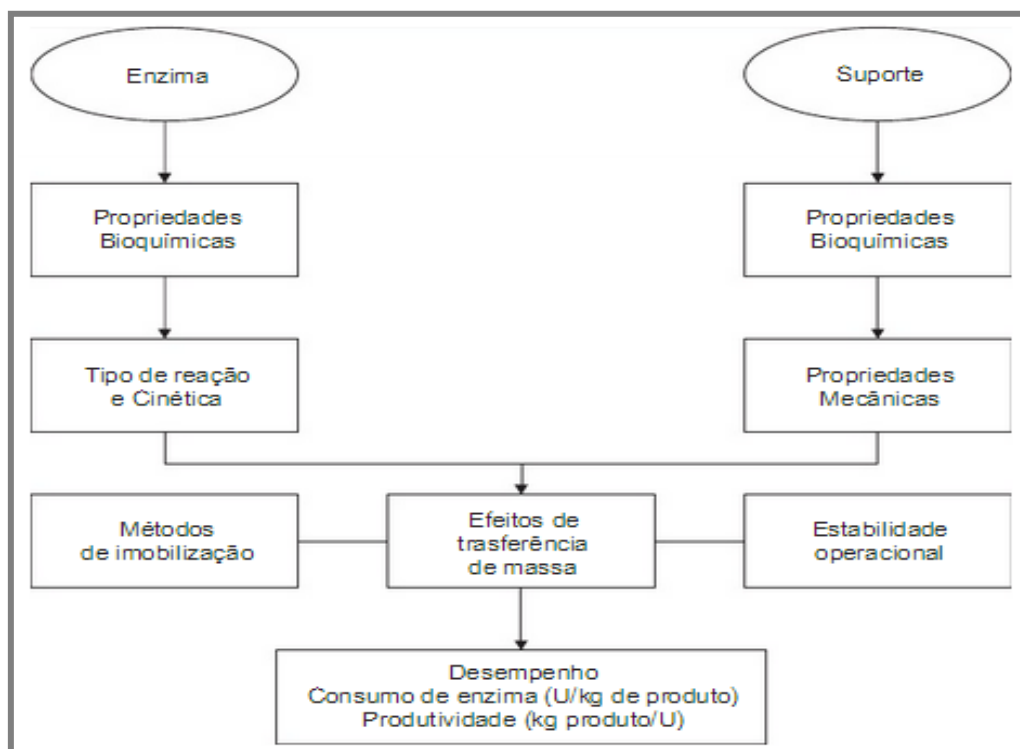 Enzima
Suporte
Propriedades
Bioquímicas
Propriedades
Bioquímicas
Tipo de reação
e Cinética
Propriedades
Mecânicas
Métodos
de imobilização
Efeitos de
trasferência
de massa
Estabilidade
operacional
Desempenho
Consumo de enzima (U/kg de produto)
Produtividade (kg produto/U)